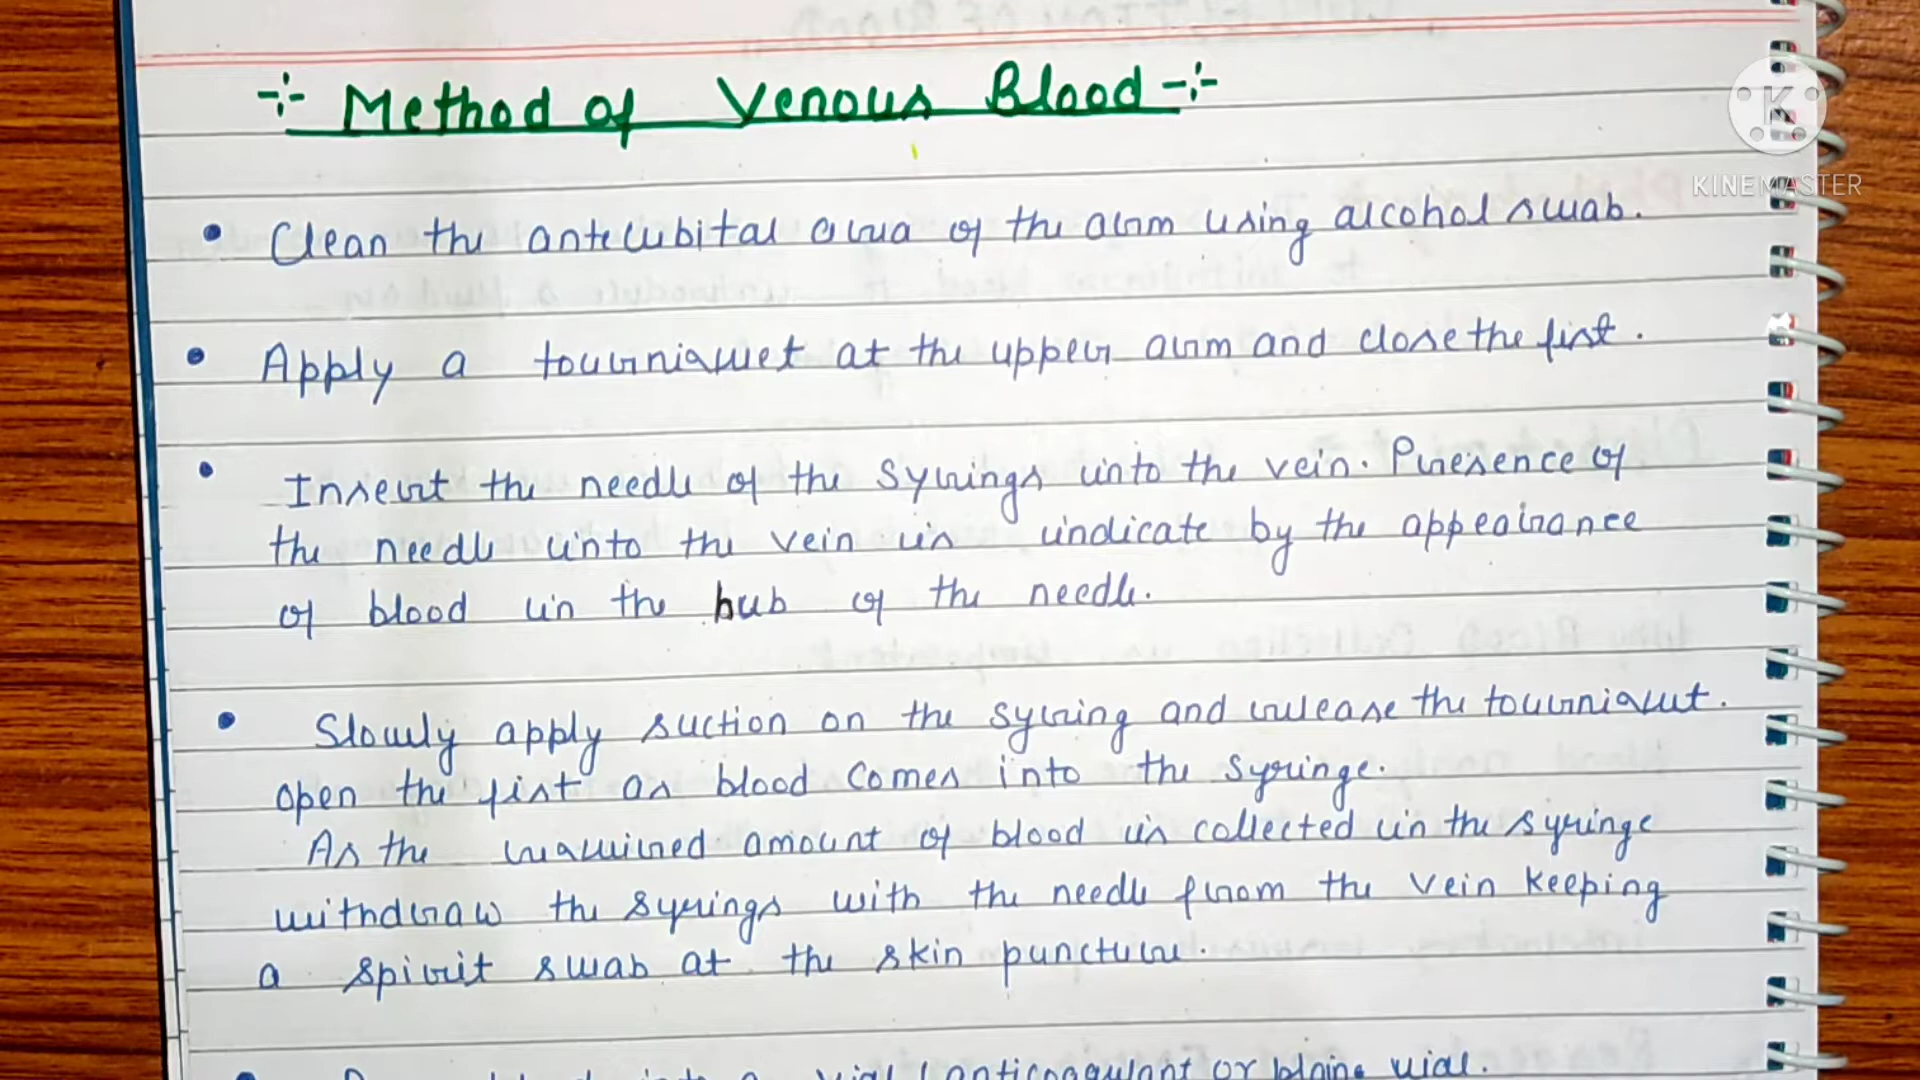 -:- Method of Venous Blood -:-
KINEMASTER
• Clean the antecubital area of the arm using alcohol swab.
• Apply a tourniquet at the upper arm and close the fist.
• Insert the needle of the syrings into the vein. Presence of
the needle into the vein is indicate by the appearance
of blood in the hub of the needle.
• Slowly apply suction on the syring and release the tourniquet.
open the fist as blood comes into the syringe.
As the required amount of blood is collected in the syringe
withdraw the syrings with the needle from the vein keeping
a spirit swab at the skin puncture.
blood into a vial (anticoagulant or plain vial.